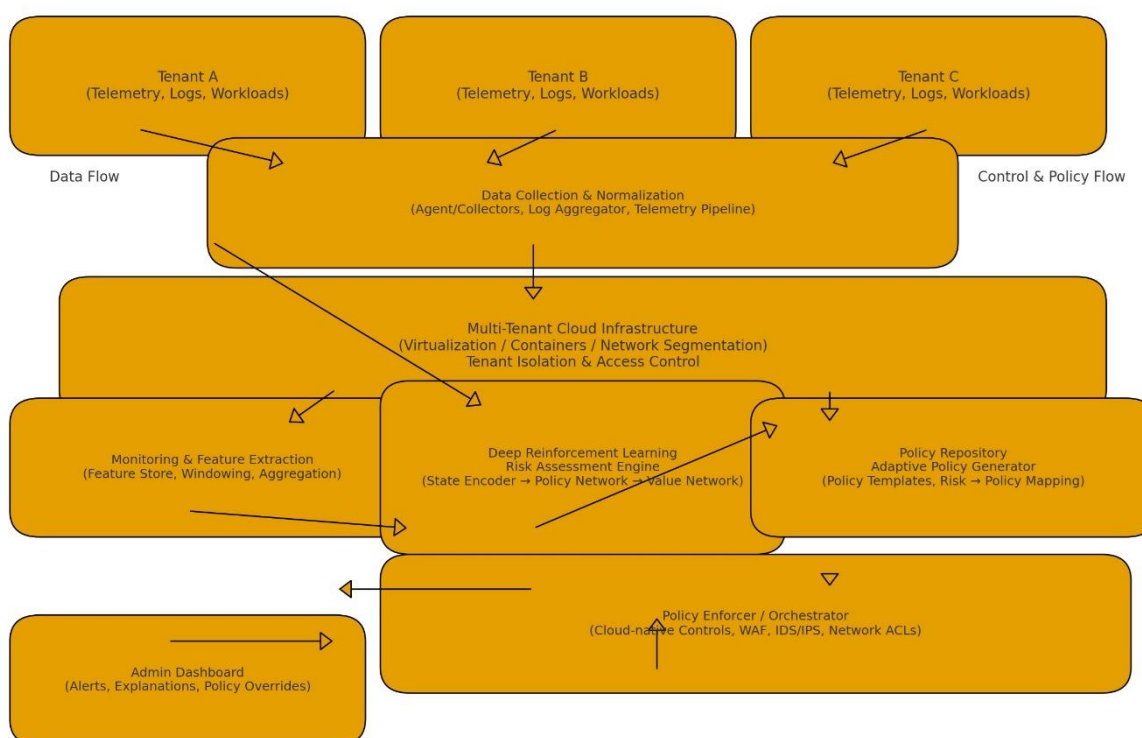 Tenant A
(Telemetry, Logs, Workloads)
Tenant B
(Telemetry, Logs, Workloads)
Tenant C
(Telemetry, Logs, Workloads)
Data Flow
Control & Policy Flow
Data Collection & Normalization
(Agent/Collectors, Log Aggregator, Telemetry Pipeline)
Multi-Tenant Cloud Infrastructure
(Virtualization / Containers / Network Segmentation)
Tenant Isolation & Access Control
Monitoring & Feature Extraction
(Feature Store, Windowing, Aggregation)
Deep Reinforcement Learning
Risk Assessment Engine
(State Encoder → Policy Network → Value Network)
Policy Repository
Adaptive Policy Generator
(Policy Templates, Risk → Policy Mapping)
Policy Enforcer / Orchestrator
(Cloud-native Controls, WAF, IDS/IPS, Network ACLs)
Admin Dashboard
(Alerts, Explanations, Policy Overrides)